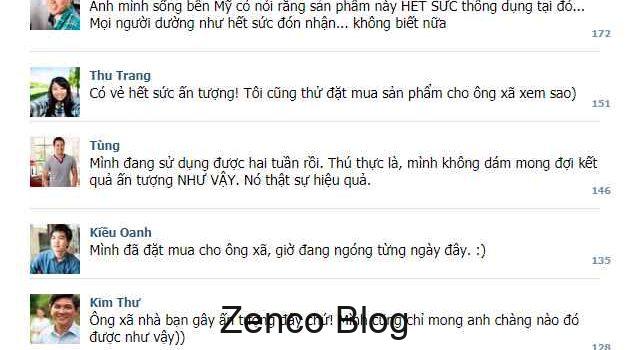 Anh mình sống bên Mỹ có nói rằng sản phẩm này HẾT SỨC thông dụng tại đó...
Mọi người dường như hết sức đón nhận... không biết nữa
172
Thu Trang
Có vẻ hết sức ấn tượng! Tôi cũng thử đặt mua sản phẩm cho ông xã xem sao)
151
Tùng
Mình đang sử dụng được hai tuần rồi. Thú thực là, mình không dám mong đợi kết
quả ấn tượng NHƯ VẬY. Nó thật sự hiệu quả.
146
Kiều Oanh
Mình đã đặt mua cho ông xã, giờ đang ngóng từng ngày đây. :)
135
Kim Thư
Ông xã nhà bạn gây ấn tượng đấy chứ! Mình cũng chỉ mong anh chàng nào đó
được như vậy))
128
Zenco Blog